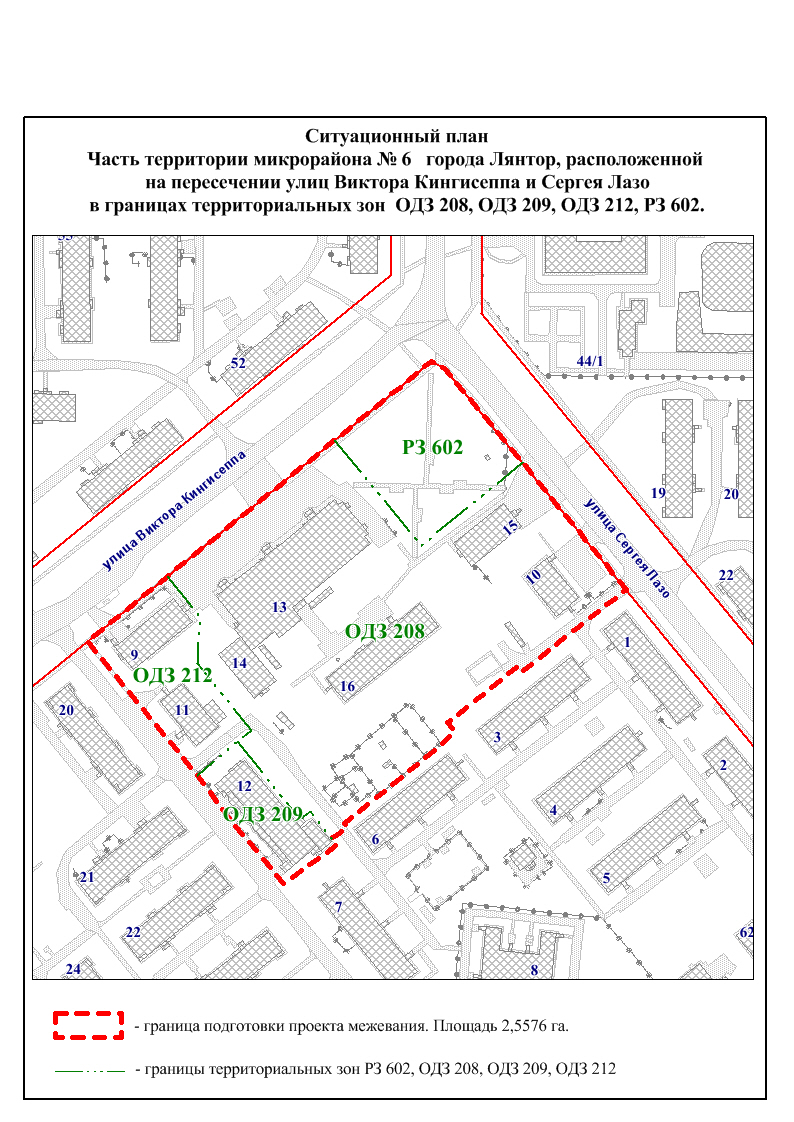 Ситуационный план
Часть территории микрорайона № 6 города Лянтор, расположенной
на пересечении улиц Виктора Кингисеппа и Сергея Лазо
в границах территориальных зон ОДЗ 208, ОДЗ 209, ОДЗ 212, РЗ 602.
52
44/1
РЗ 602
улица Виктора Кингисеппа
19
20
улица Сергея Лазо
15
10
22
13
ОДЗ 208
1
9
14
ОДЗ 212
16
20
11
3
2
12
ОДЗ 209
4
6
21
5
7
22
62
24
8
- граница подготовки проекта межевания. Площадь 2,5576 га.
- границы территориальных зон РЗ 602, ОДЗ 208, ОДЗ 209, ОДЗ 212